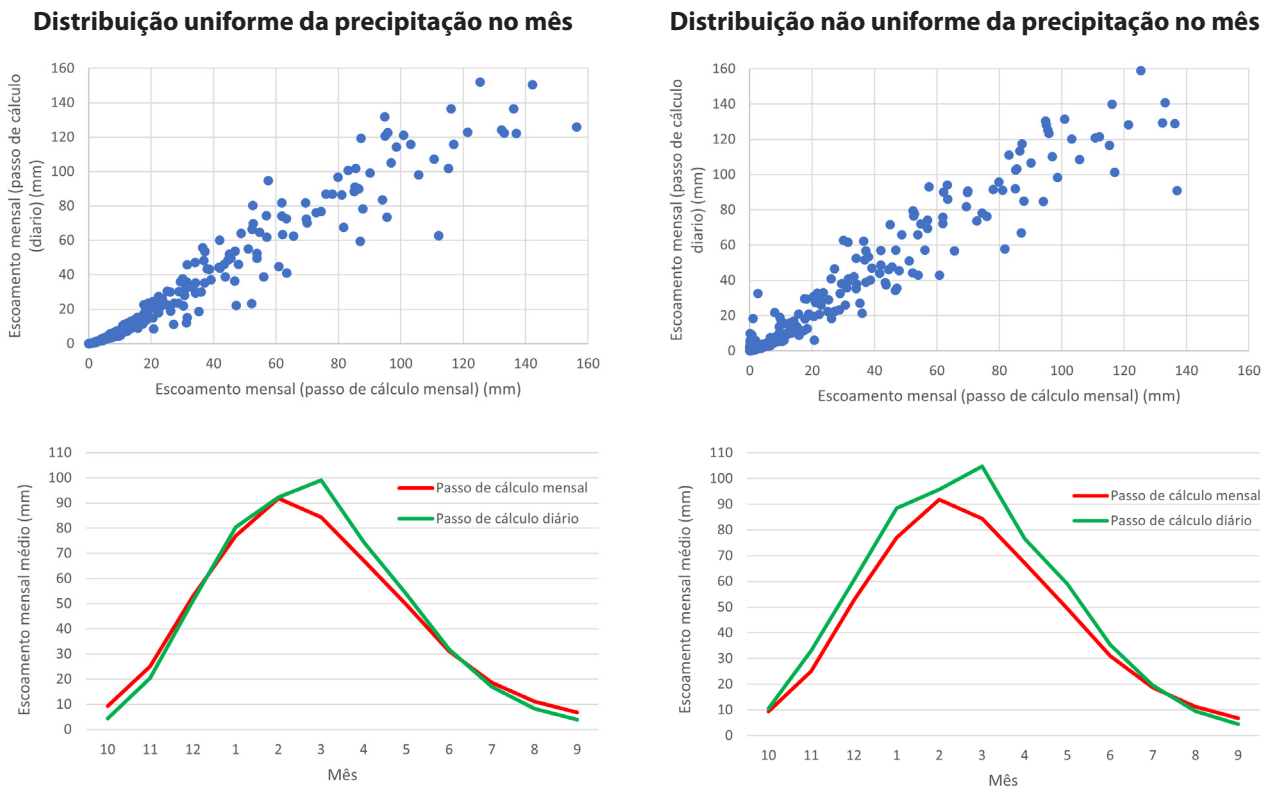 Distribuição uniforme da precipitação no mês
160
140
120
100
80
60
40
20
0
0 20 40 60 80 100 120 140 160
Escoamento mensal (passo de cálculo
(diario) (mm)
Escoamento mensal (passo de cálculo mensal) (mm)
Distribuição não uniforme da precipitação no mês
160
140
120
100
80
60
40
20
0
0 20 40 60 80 100 120 140 160
Escoamento mensal (passo de cálculo
diario) (mm)
Escoamento mensal (passo de cálculo mensal) (mm)
110
100
90
80
70
60
50
40
30
20
10
0
10 11 12 1 2 3 4 5 6 7 8 9
Escoamento mensal médio (mm)
Mês
Passo de cálculo mensal
Passo de cálculo diário
110
100
90
80
70
60
50
40
30
20
10
0
10 11 12 1 2 3 4 5 6 7 8 9
Escoamento mensal médio (mm)
Mês
Passo de cálculo mensal
Passo de cálculo diário